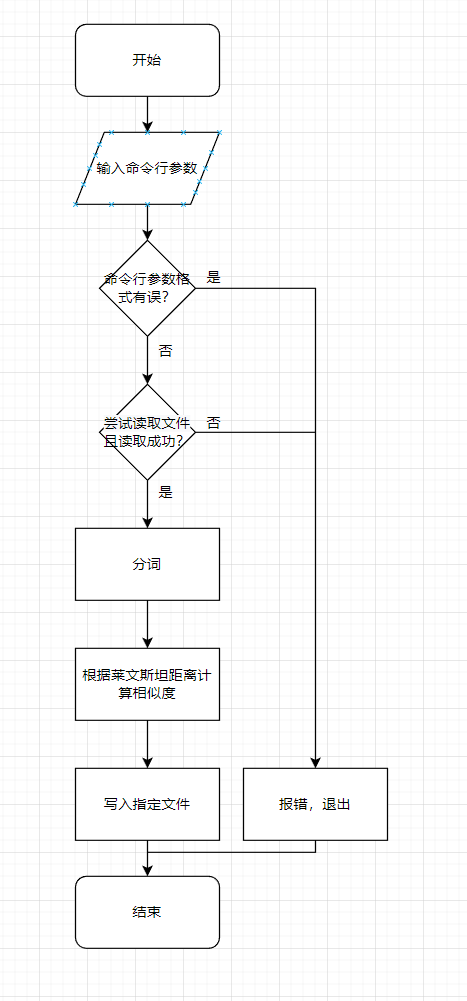 开始
输入命令行参数
命令行参数格
式有误?
是
否
尝试读取文件
且读取成功?
否
是
分词
根据莱文斯坦距离计
算相似度
写入指定文件
报错，退出
结束